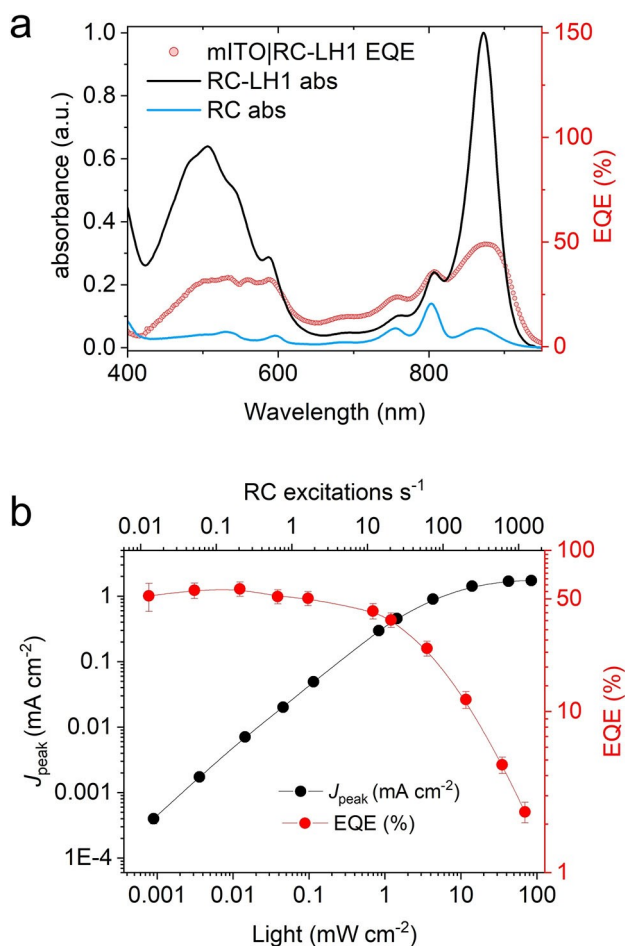 a
mITO|RC-LH1 EQE
RC-LH1 abs
RC abs
absorbance (a.u.)
1.0
0.8
0.6
0.4
0.2
0.0
EQE (%)
150
100
50
0
400
600
800
Wavelength (nm)
b
RC excitations s⁻¹
0.01
0.1
1
10
100
1000
J_peak (mA cm⁻²)
1
0.1
0.01
0.001
1E-4
EQE (%)
100
50
10
1
J_peak (mA cm⁻²)
EQE (%)
0.001
0.01
0.1
1
10
100
Light (mW cm⁻²)